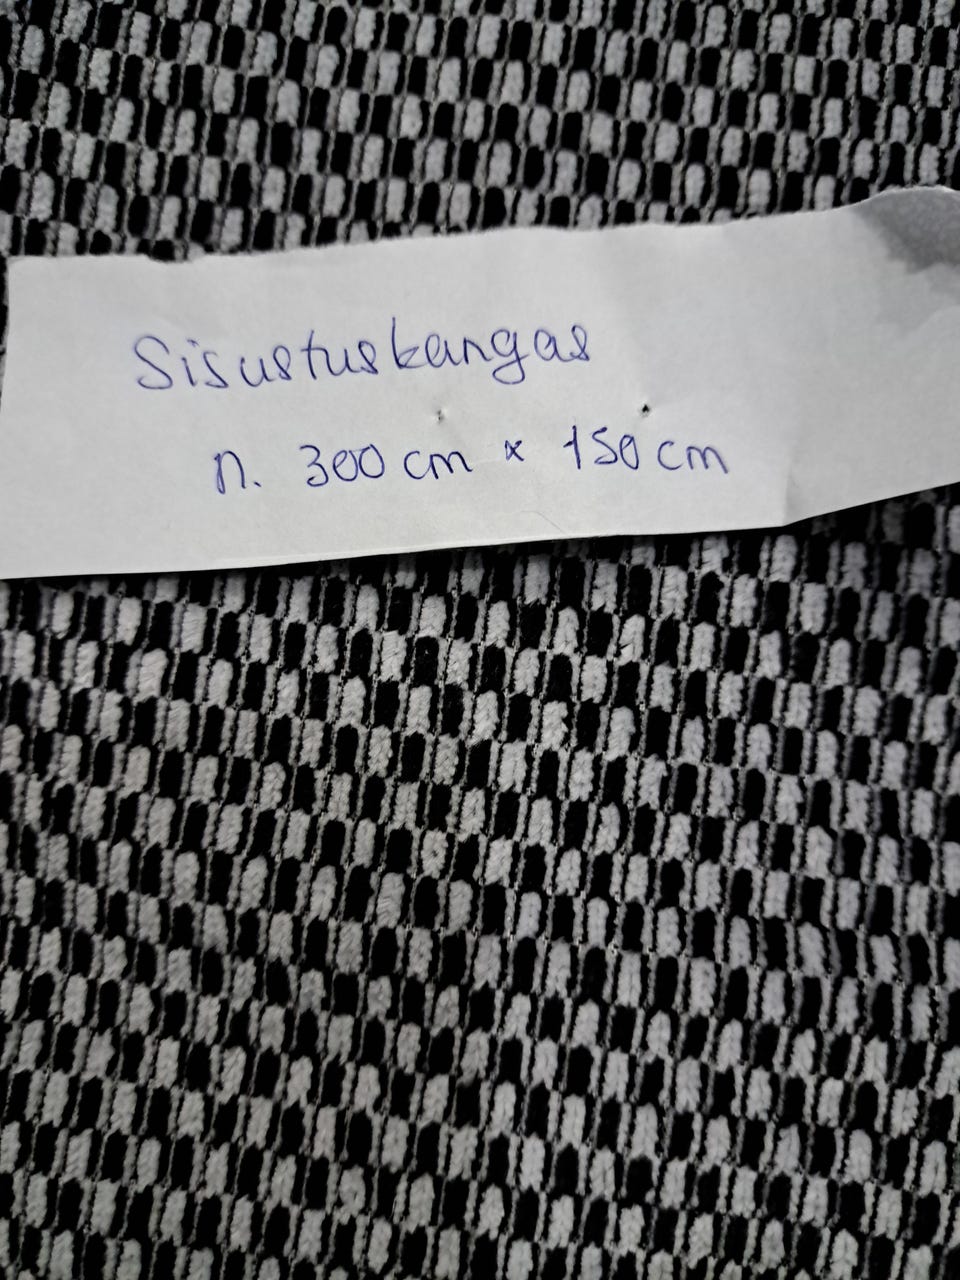 Sisustuskangas
n. 300 cm x 150 cm